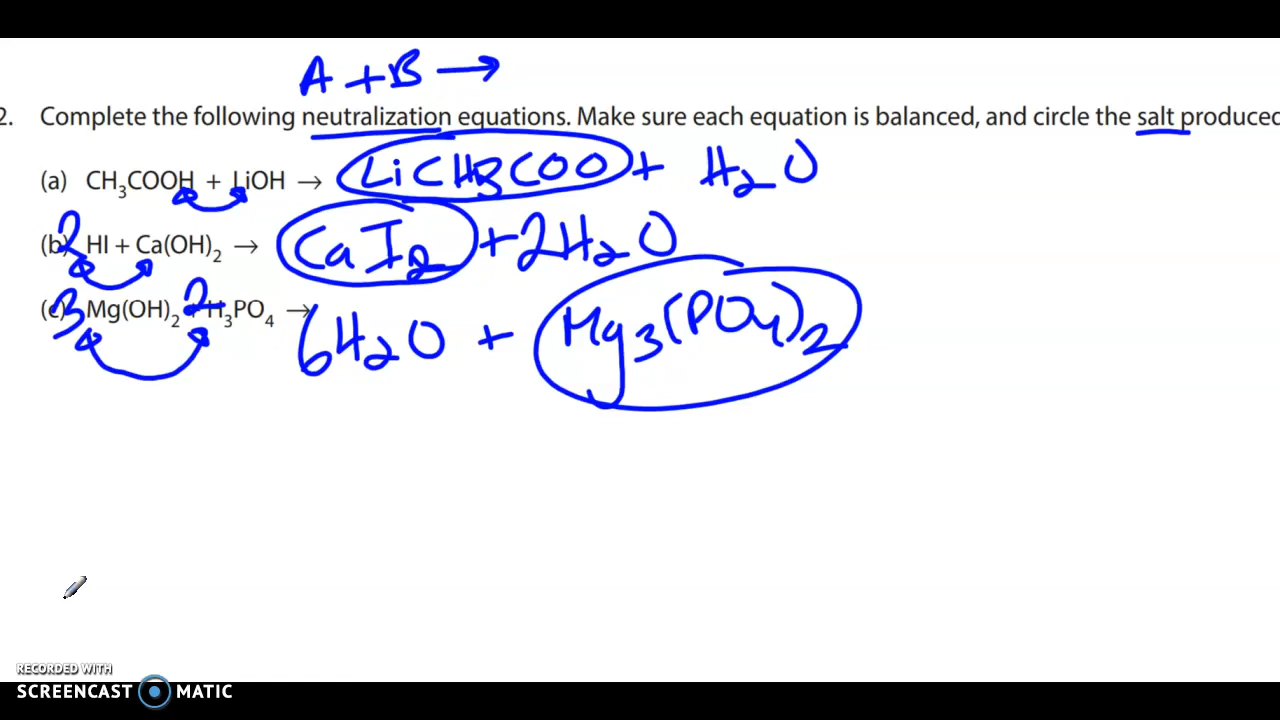 A + B →
2. Complete the following neutralization equations. Make sure each equation is balanced, and circle the salt produced
(a) CH₃COOH + LiOH → LiCH₃COO + H₂O
(b) 2 HI + Ca(OH)₂ → CaI₂ + 2H₂O
(c) 3 Mg(OH)₂ + 2 H₃PO₄ → 6H₂O + Mg₃(PO₄)₂
RECORDED WITH
SCREENCAST MATIC